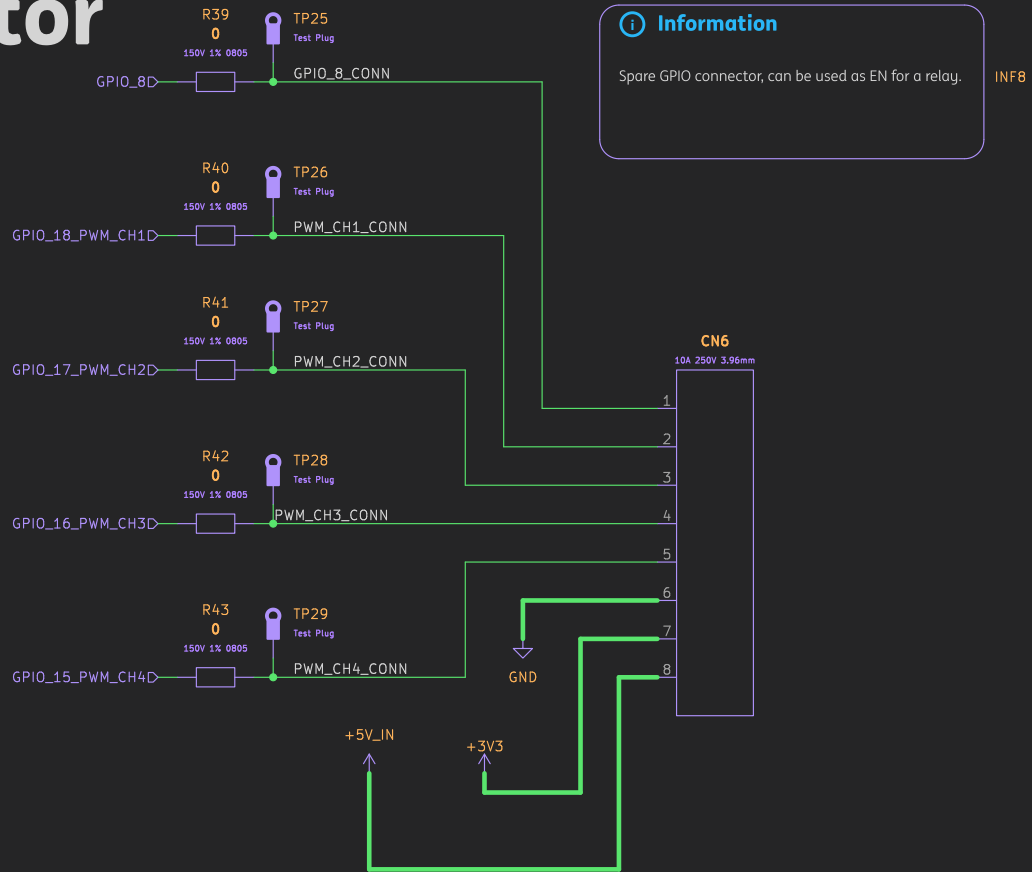 tor
R39
0
150V 1% 0805
TP25
Test Plug
GPIO_8
GPIO_8_CONN
Information
Spare GPIO connector, can be used as EN for a relay.
INF8
R40
0
150V 1% 0805
TP26
Test Plug
GPIO_18_PWM_CH1
PWM_CH1_CONN
R41
0
150V 1% 0805
TP27
Test Plug
GPIO_17_PWM_CH2
PWM_CH2_CONN
R42
0
150V 1% 0805
TP28
Test Plug
GPIO_16_PWM_CH3
PWM_CH3_CONN
R43
0
150V 1% 0805
TP29
Test Plug
GPIO_15_PWM_CH4
PWM_CH4_CONN
CN6
10A 250V 3.96mm
1
2
3
4
5
6
7
8
GND
+5V_IN
+3V3